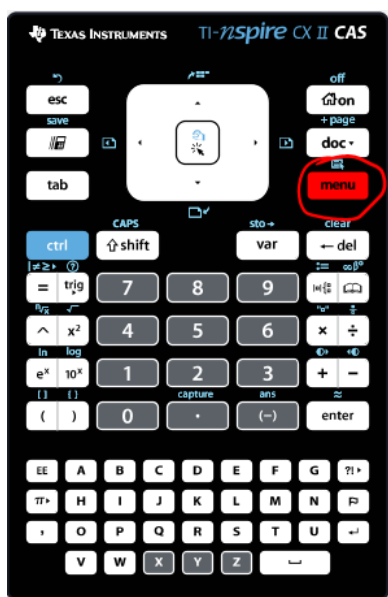 TEXAS INSTRUMENTS TI-nspire CX II CAS
off
esc on
save + page
doc
tab menu
CAPS sto→ clear
ctrl shift var ← del
|≠≥▸ ? := ∞β°
= trig 7 8 9
ⁿ√x √
^ x² 4 5 6 × ÷
ln log
eˣ 10ˣ 1 2 3 + −
[ ] { } capture ans ≈
( ) 0 . (−) enter
EE A B C D E F G ?!▸
π▸ H I J K L M N
, O P Q R S T U ↵
V W X Y Z